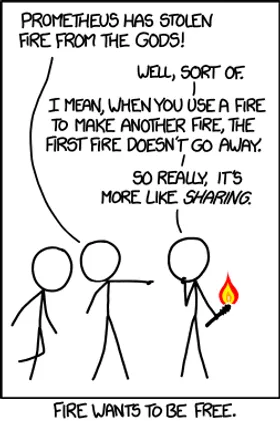 PROMETHEUS HAS STOLEN
FIRE FROM THE GODS!
WELL, SORT OF.
I MEAN, WHEN YOU USE A FIRE
TO MAKE ANOTHER FIRE, THE
FIRST FIRE DOESN'T GO AWAY.
SO REALLY, IT'S
MORE LIKE SHARING.
FIRE WANTS TO BE FREE.